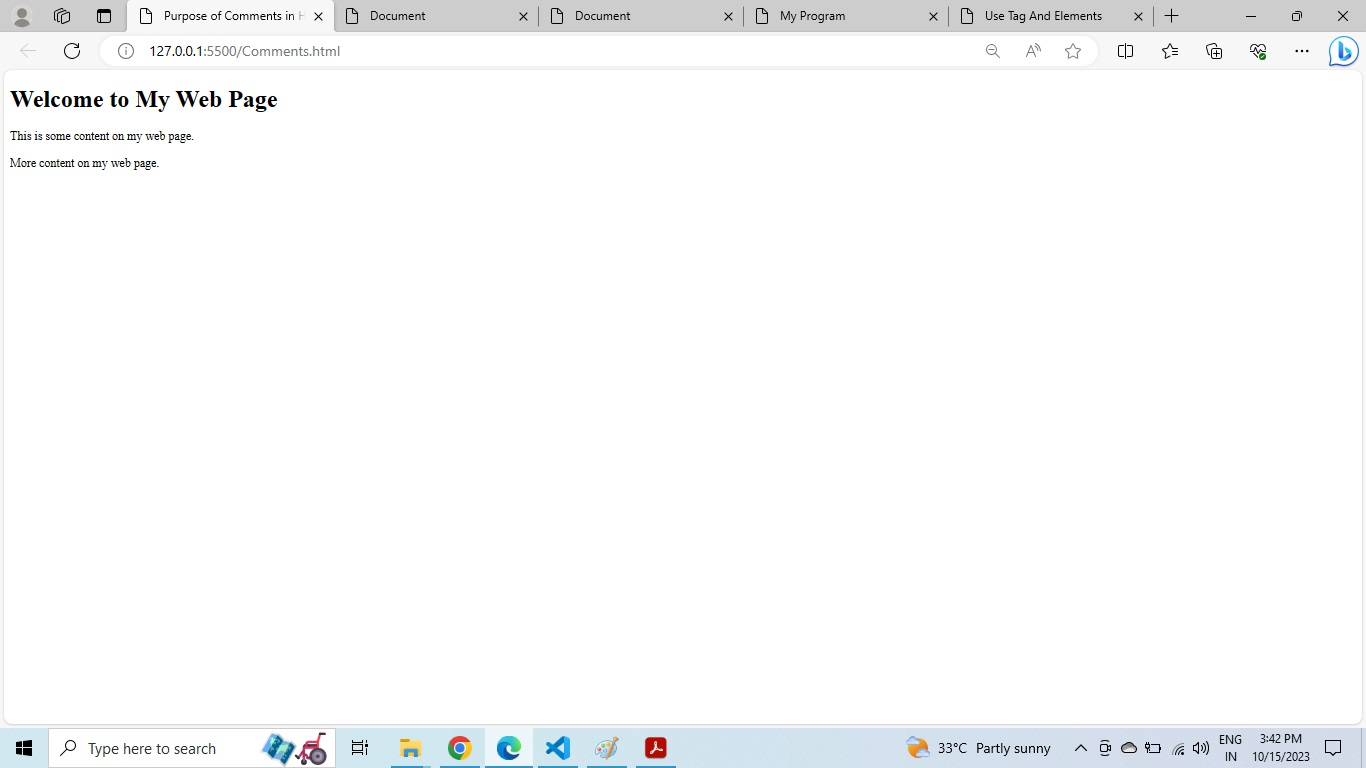 Purpose of Comments in H
Document
Document
My Program
Use Tag And Elements
127.0.0.1:5500/Comments.html
Welcome to My Web Page
This is some content on my web page.
More content on my web page.
Type here to search
33°C Partly sunny
ENG
IN
3:42 PM
10/15/2023